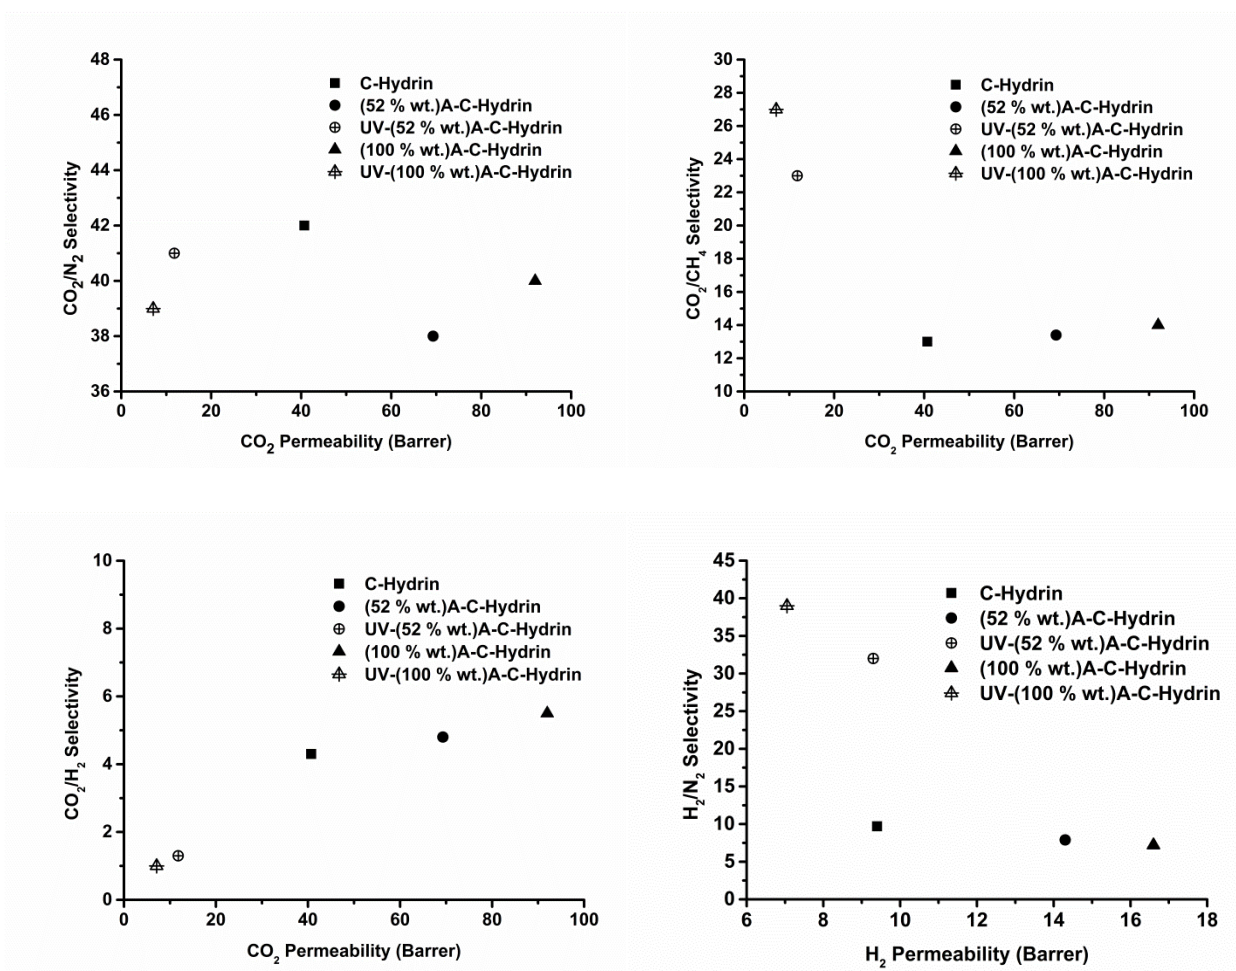 48
46
44
42
40
38
36
CO2/N2 Selectivity
C-Hydrin
(52 % wt.)A-C-Hydrin
UV-(52 % wt.)A-C-Hydrin
(100 % wt.)A-C-Hydrin
UV-(100 % wt.)A-C-Hydrin
0 20 40 60 80 100
CO2 Permeability (Barrer)
30
28
26
24
22
20
18
16
14
12
10
CO2/CH4 Selectivity
C-Hydrin
(52 % wt.)A-C-Hydrin
UV-(52 % wt.)A-C-Hydrin
(100 % wt.)A-C-Hydrin
UV-(100 % wt.)A-C-Hydrin
0 20 40 60 80 100
CO2 Permeability (Barrer)
10
8
6
4
2
0
CO2/H2 Selectivity
C-Hydrin
(52 % wt.)A-C-Hydrin
UV-(52 % wt.)A-C-Hydrin
(100 % wt.)A-C-Hydrin
UV-(100 % wt.)A-C-Hydrin
0 20 40 60 80 100
CO2 Permeability (Barrer)
45
40
35
30
25
20
15
10
5
0
H2/N2 Selectivity
C-Hydrin
(52 % wt.)A-C-Hydrin
UV-(52 % wt.)A-C-Hydrin
(100 % wt.)A-C-Hydrin
UV-(100 % wt.)A-C-Hydrin
6 8 10 12 14 16 18
H2 Permeability (Barrer)